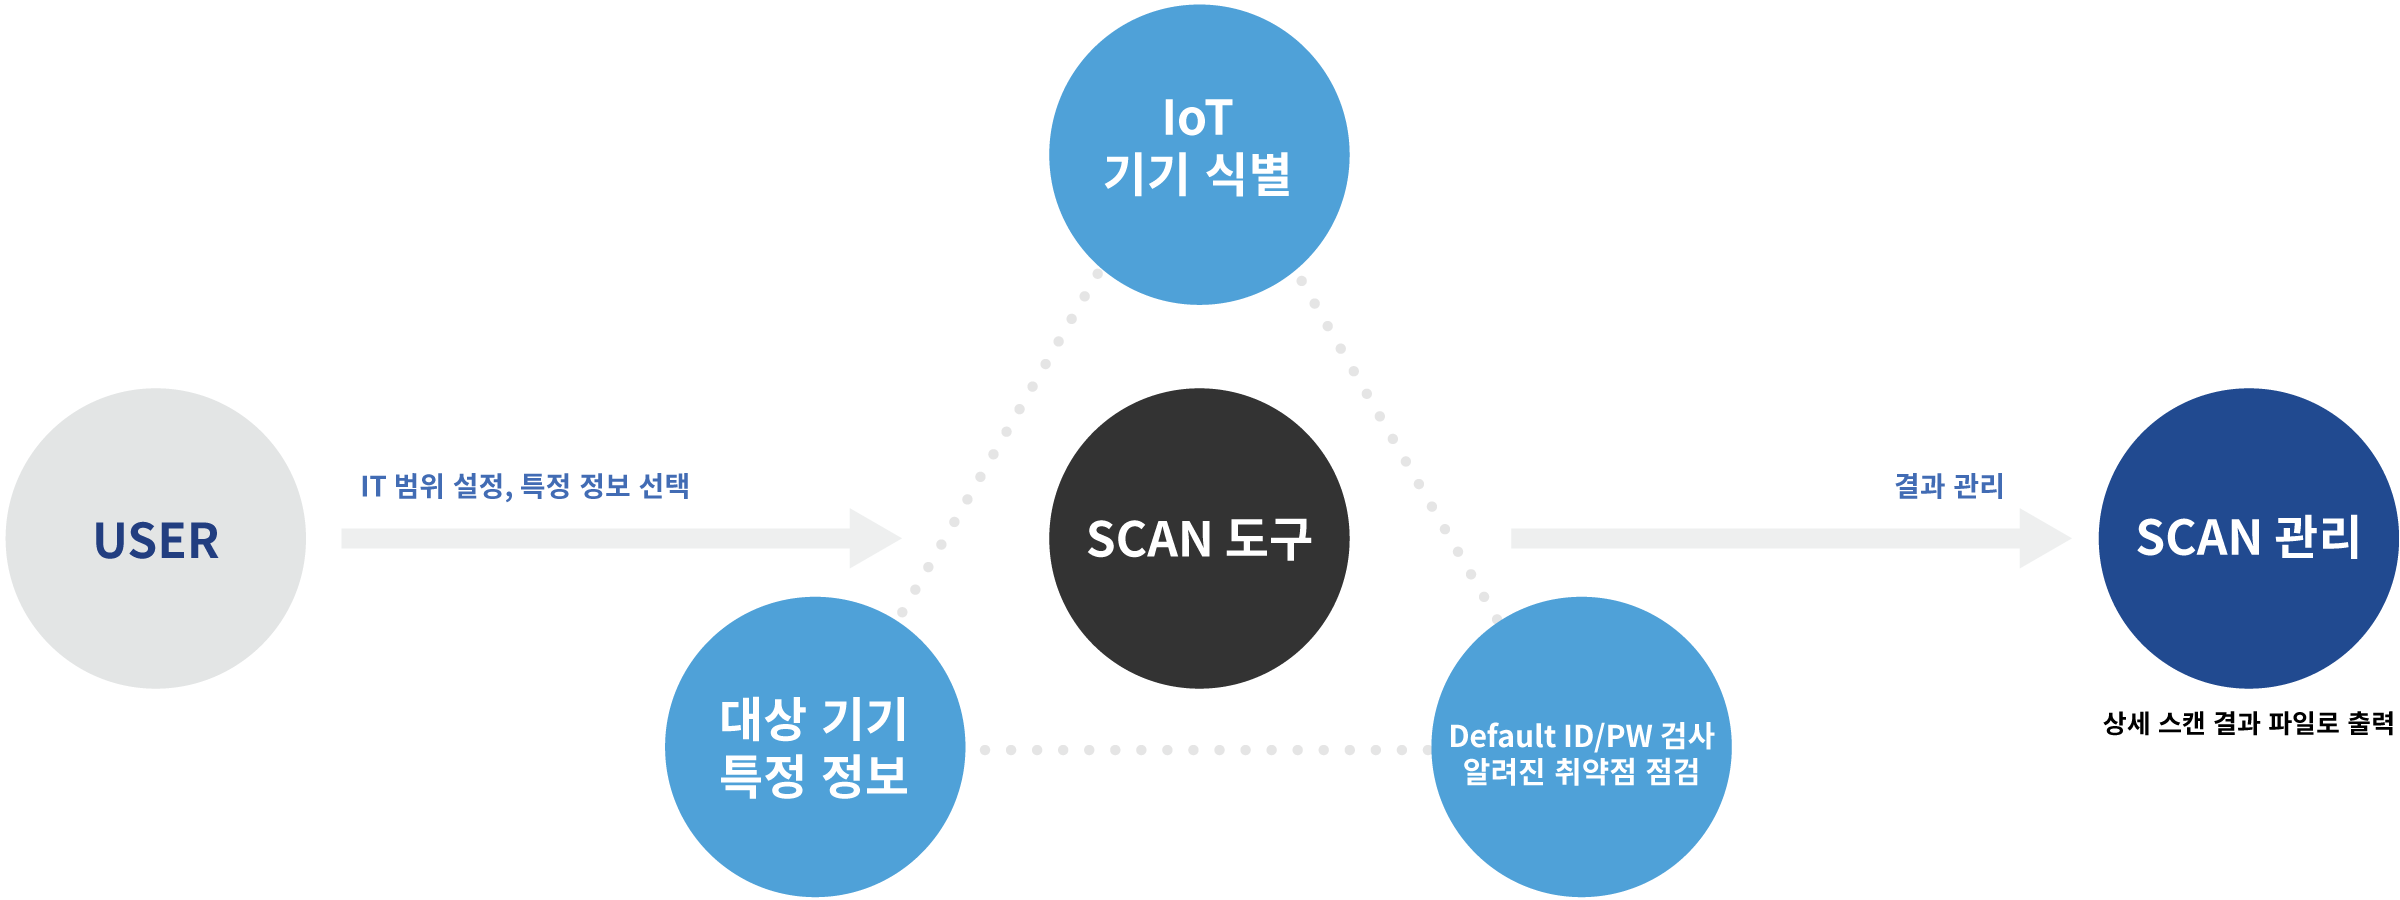 IoT
기기 식별
IT 범위 설정, 특정 정보 선택
USER
SCAN 도구
결과 관리
SCAN 관리
대상 기기
특정 정보
Default ID/PW 검사
알려진 취약점 점검
상세 스캔 결과 파일로 출력